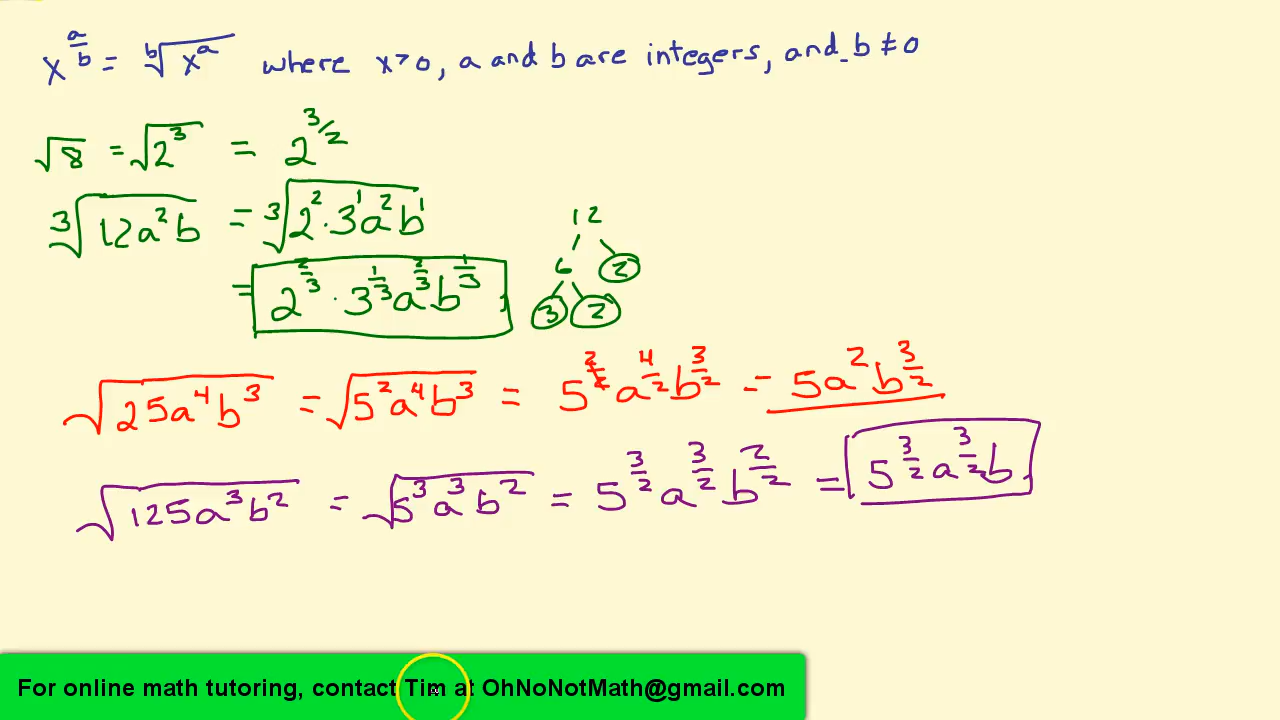 x^(a/b) = ᵇ√(x^a) where x>0, a and b are integers, and b ≠ 0
√8 = √(2^3) = 2^(3/2)
³√(12a^2b) = ³√(2^2·3^1a^2b^1)
= 2^(2/3)·3^(1/3)a^(2/3)b^(1/3)
12
6 2
3 2
√(25a^4b^3) = √(5^2a^4b^3) = 5^(2/2)a^(4/2)b^(3/2) = 5a^2b^(3/2)
√(125a^3b^2) = √(5^3a^3b^2) = 5^(3/2)a^(3/2)b^(2/2) = 5^(3/2)a^(3/2)b
For online math tutoring, contact Tim at OhNoNotMath@gmail.com